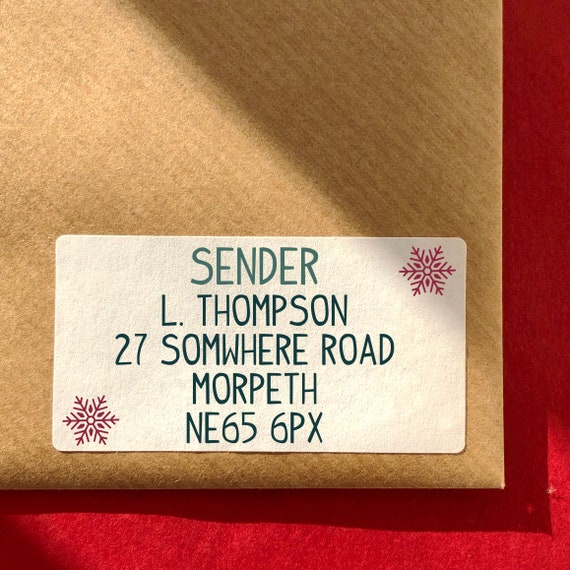 SENDER
L. THOMPSON
27 SOMWHERE ROAD
MORPETH
NE65 6PX